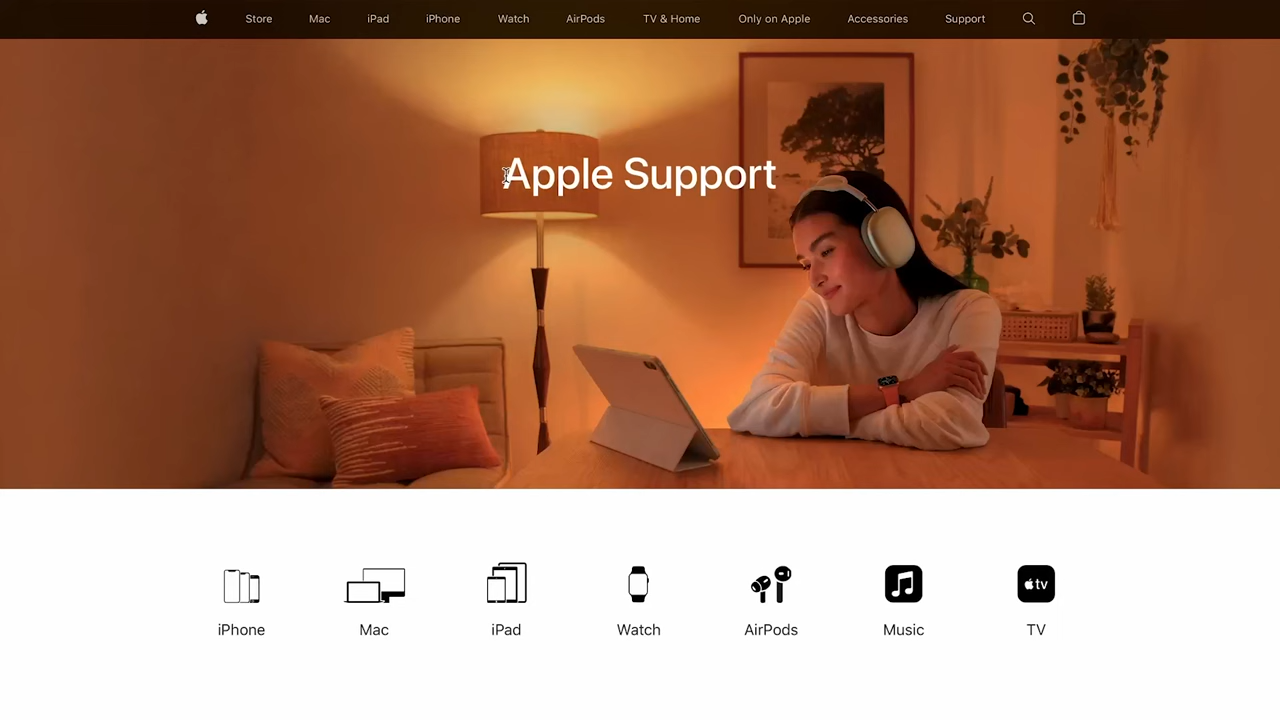 Store Mac iPad iPhone Watch AirPods TV & Home Only on Apple Accessories Support
Apple Support
tv
iPhone Mac iPad Watch AirPods Music TV